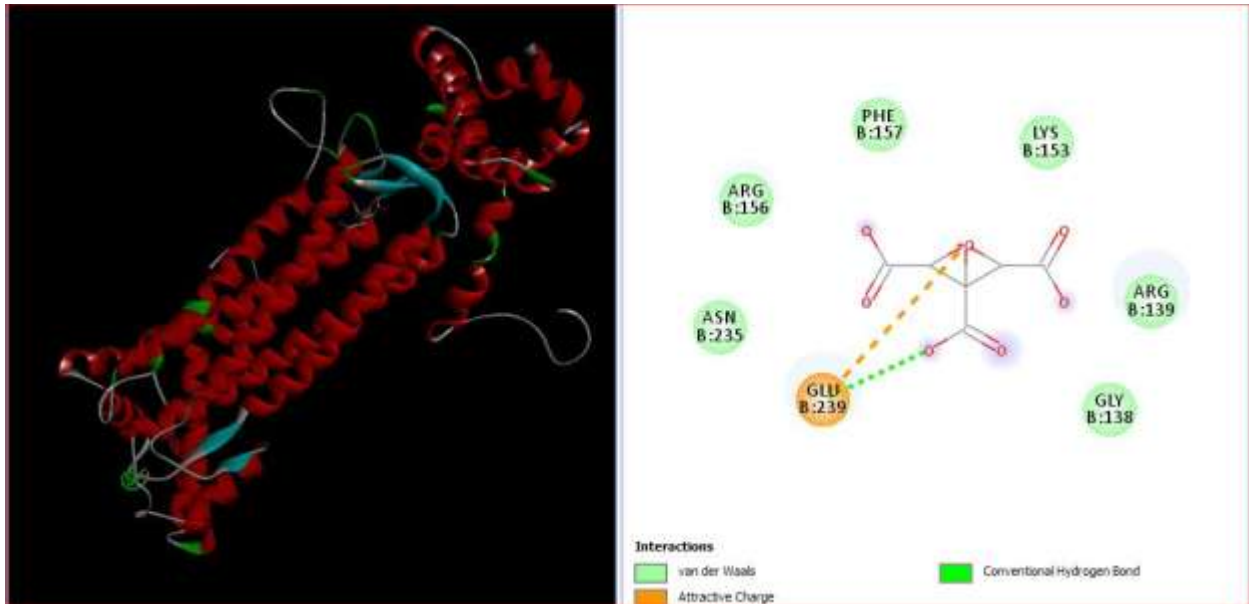 PHE
B:157
LYS
B:153
ARG
B:156
O
O
O
O
O
ARG
B:139
ASN
B:235
O
O
GLU
B:239
GLY
B:138
Interactions
van der Waals
Conventional Hydrogen Bond
Attractive Charge